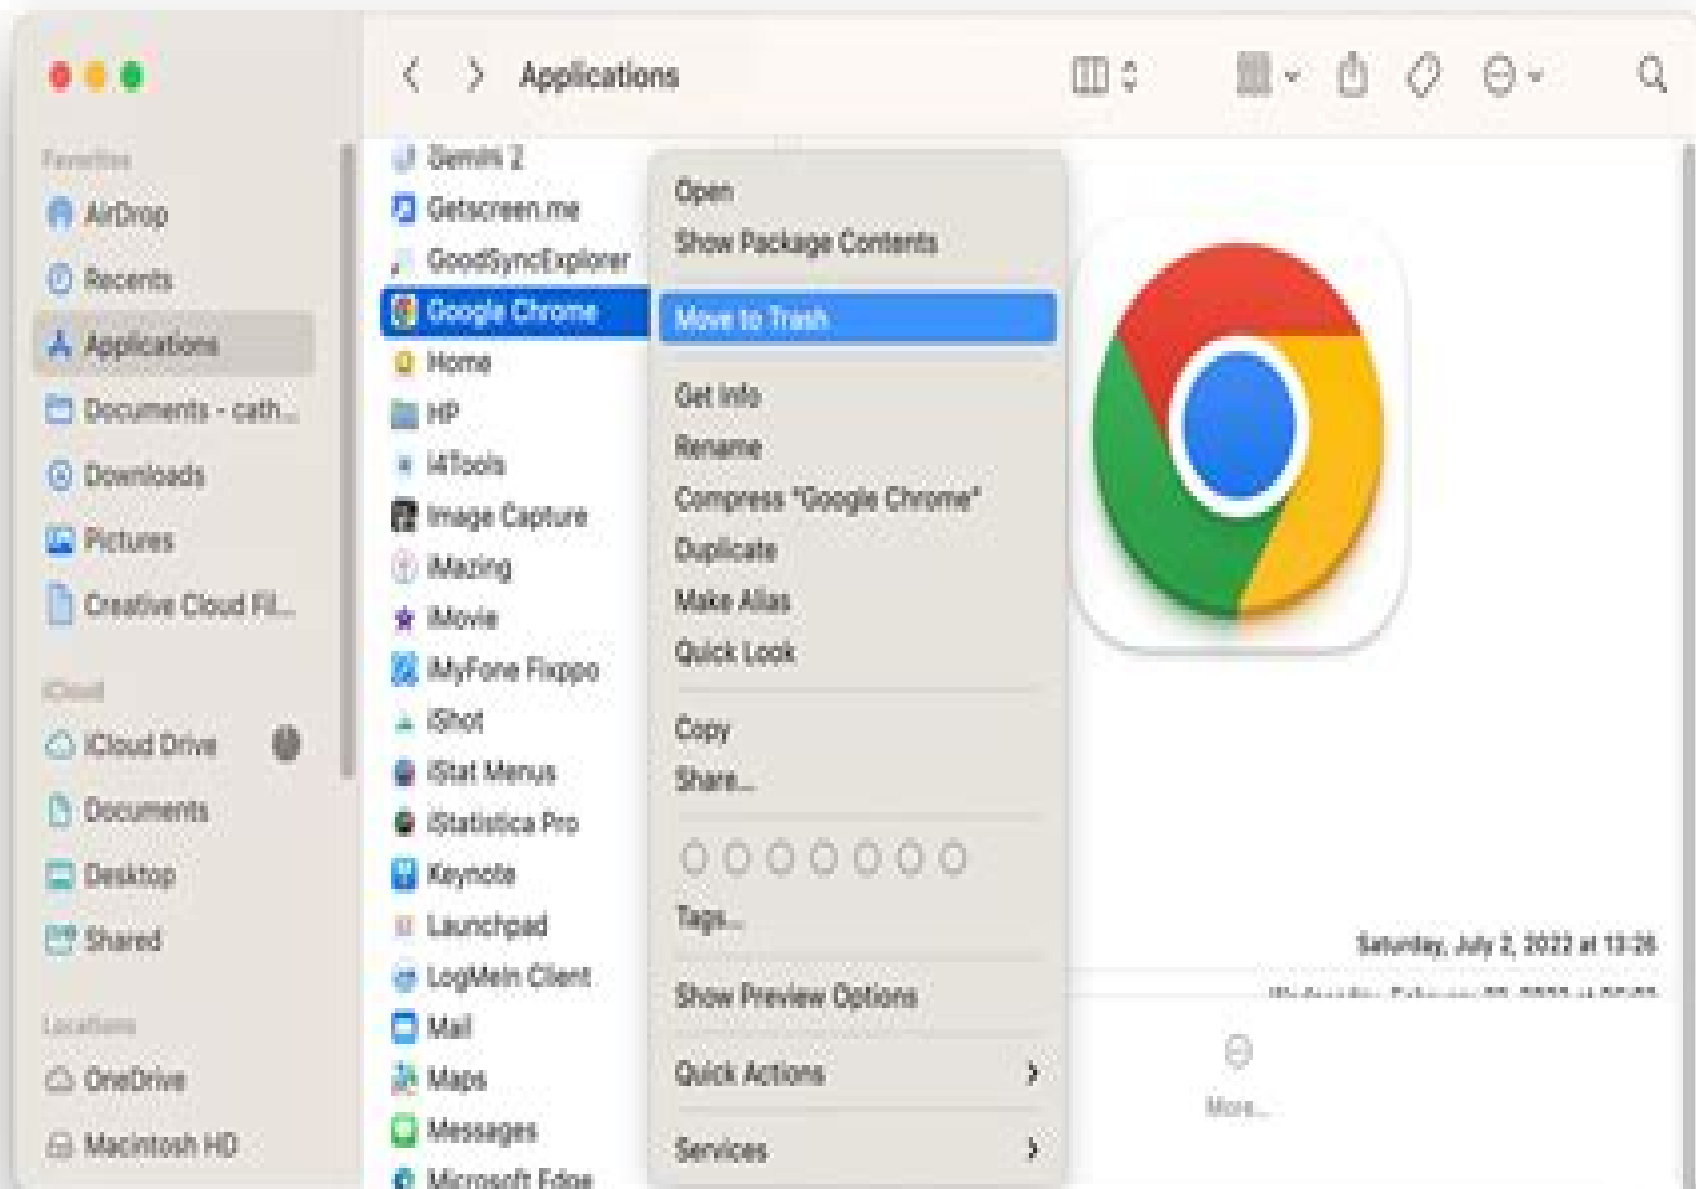 Applications
Favorites
AirDrop
Recents
Applications
Documents - cath...
Downloads
Pictures
Creative Cloud Fil...
iCloud
iCloud Drive
Documents
Desktop
Shared
Locations
OneDrive
Macintosh HD
Gemini 2
Getscreen.me
GoodSyncExplorer
Google Chrome
Home
HP
i4Tools
Image Capture
iMazing
iMovie
iMyFone Fixppo
iShot
iStat Menus
iStatistica Pro
Keynote
Launchpad
LogMeIn Client
Mail
Maps
Messages
Microsoft Edge
Open
Show Package Contents
Move to Trash
Get Info
Rename
Compress "Google Chrome"
Duplicate
Make Alias
Quick Look
Copy
Share...
Tags...
Show Preview Options
Quick Actions
Services
Saturday, July 2, 2022 at 13:26
More...